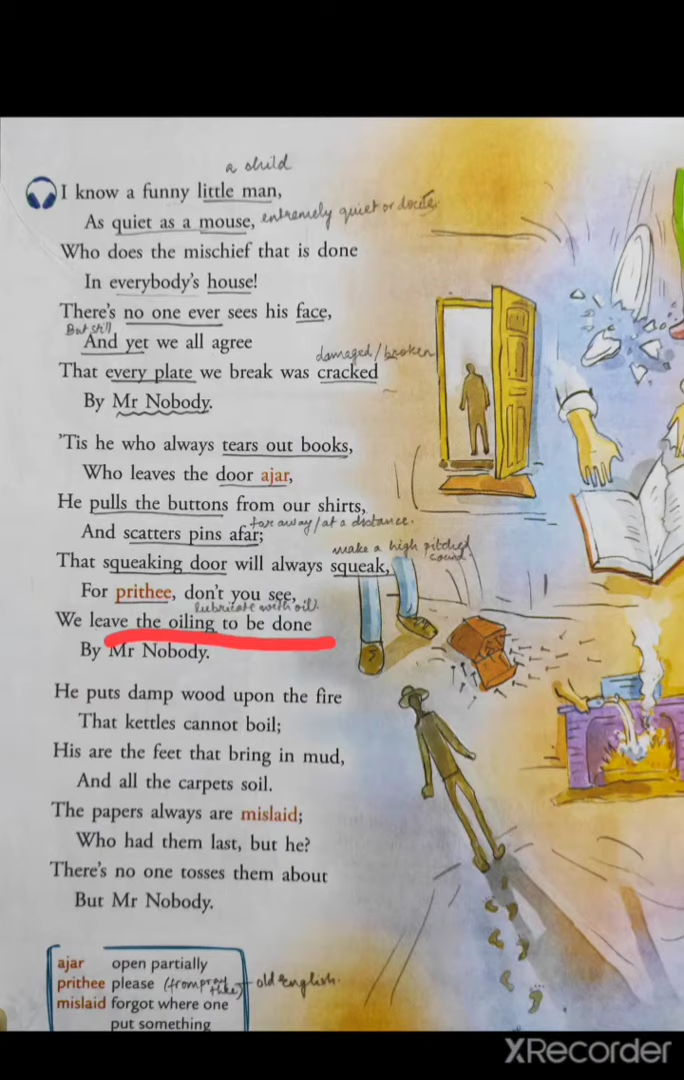 a child
I know a funny little man,
As quiet as a mouse, extremely quiet or docile
Who does the mischief that is done
In everybody's house!
There's no one ever sees his face,
But still
And yet we all agree
damaged/broken
That every plate we break was cracked
By Mr Nobody.
'Tis he who always tears out books,
Who leaves the door ajar,
He pulls the buttons from our shirts,
far away/at a distance.
And scatters pins afar;
make a high pitched
sound
That squeaking door will always squeak,
For prithee, don't you see,
lubricate with oil
We leave the oiling to be done
By Mr Nobody.
He puts damp wood upon the fire
That kettles cannot boil;
His are the feet that bring in mud,
And all the carpets soil.
The papers always are mislaid;
Who had them last, but he?
There's no one tosses them about
But Mr Nobody.
ajar open partially
prithee please (from - old English.
mislaid forgot where one
put something
XRecorder